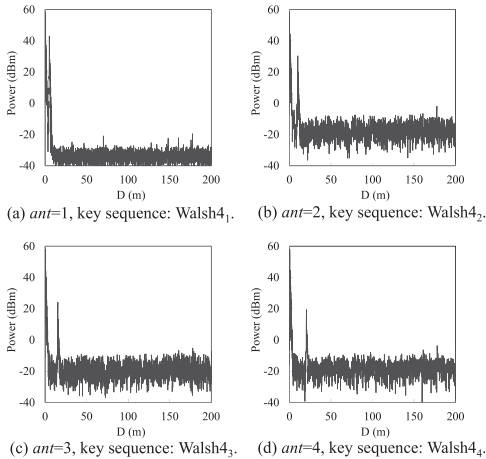 60
40
20
0
-20
-40
Power (dBm)
0 50 100 150 200
D (m)
(a) ant=1, key sequence: Walsh4₁.
60
40
20
0
-20
-40
Power (dBm)
0 50 100 150 200
D (m)
(b) ant=2, key sequence: Walsh4₂.
60
40
20
0
-20
-40
Power (dBm)
0 50 100 150 200
D (m)
(c) ant=3, key sequence: Walsh4₃.
60
40
20
0
-20
-40
Power (dBm)
0 50 100 150 200
D (m)
(d) ant=4, key sequence: Walsh4₄.